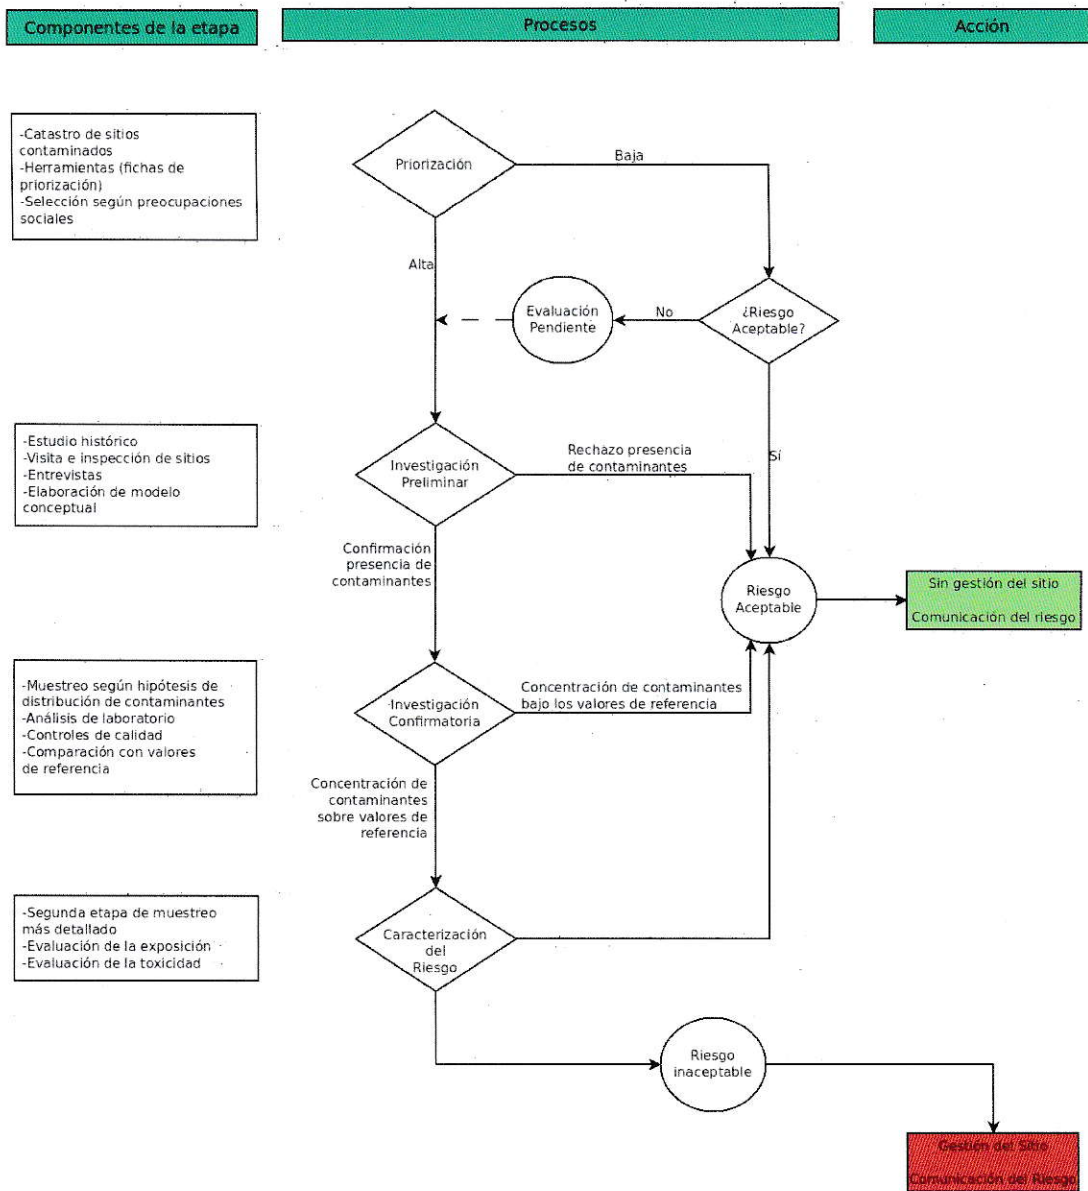 Componentes de la etapa
Procesos
Acción
-Catastro de sitios
contaminados
-Herramientas (fichas de
priorización)
-Selección según preocupaciones
sociales
Priorización
Baja
Alta
Evaluación
Pendiente
No
¿Riesgo
Aceptable?
-Estudio histórico
-Visita e inspección de sitios
-Entrevistas
-Elaboración de modelo
conceptual
Investigación
Preliminar
Rechazo presencia
de contaminantes
Sí
Confirmación
presencia de
contaminantes
Riesgo
Aceptable
Sin gestión del sitio
Comunicación del riesgo
-Muestreo según hipótesis de
distribución de contaminantes
-Análisis de laboratorio
-Controles de calidad
-Comparación con valores
de referencia
Investigación
Confirmatoria
Concentración de contaminantes
bajo los valores de referencia
Concentración de
contaminantes
sobre valores de
referencia
-Segunda etapa de muestreo
más detallado
-Evaluación de la exposición
-Evaluación de la toxicidad
Caracterización
del
Riesgo
Riesgo
inaceptable
Gestión del Sitio
Comunicación del Riesgo